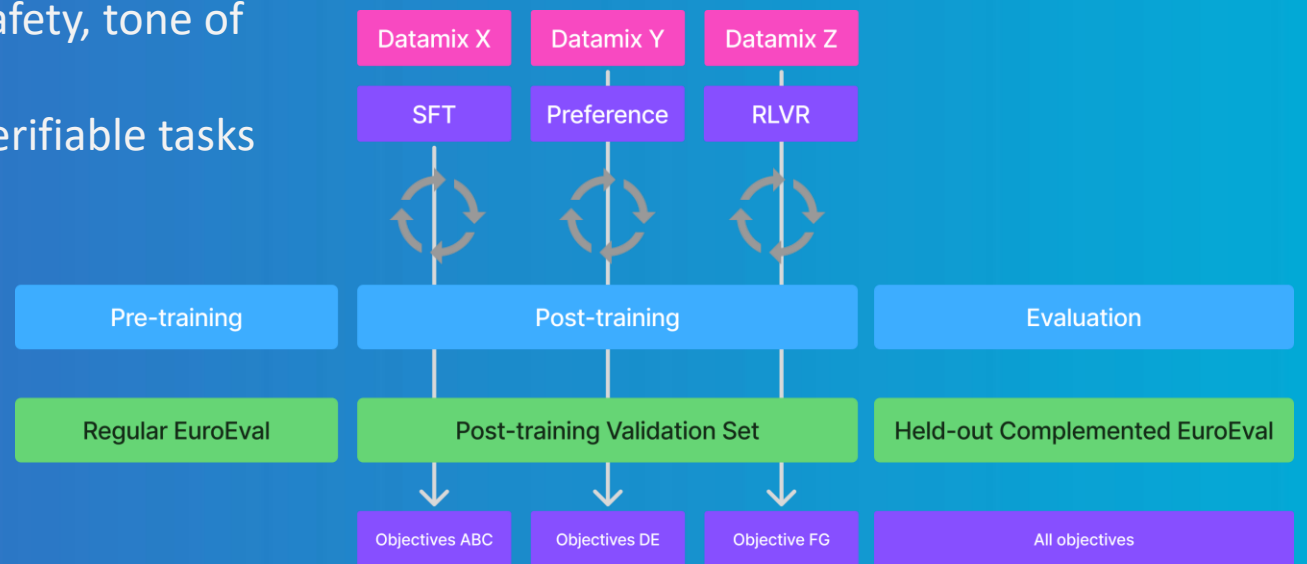 afety, tone of
erifiable tasks
Datamix X
Datamix Y
Datamix Z
SFT
Preference
RLVR
Pre-training
Post-training
Evaluation
Regular EuroEval
Post-training Validation Set
Held-out Complemented EuroEval
Objectives ABC
Objectives DE
Objective FG
All objectives